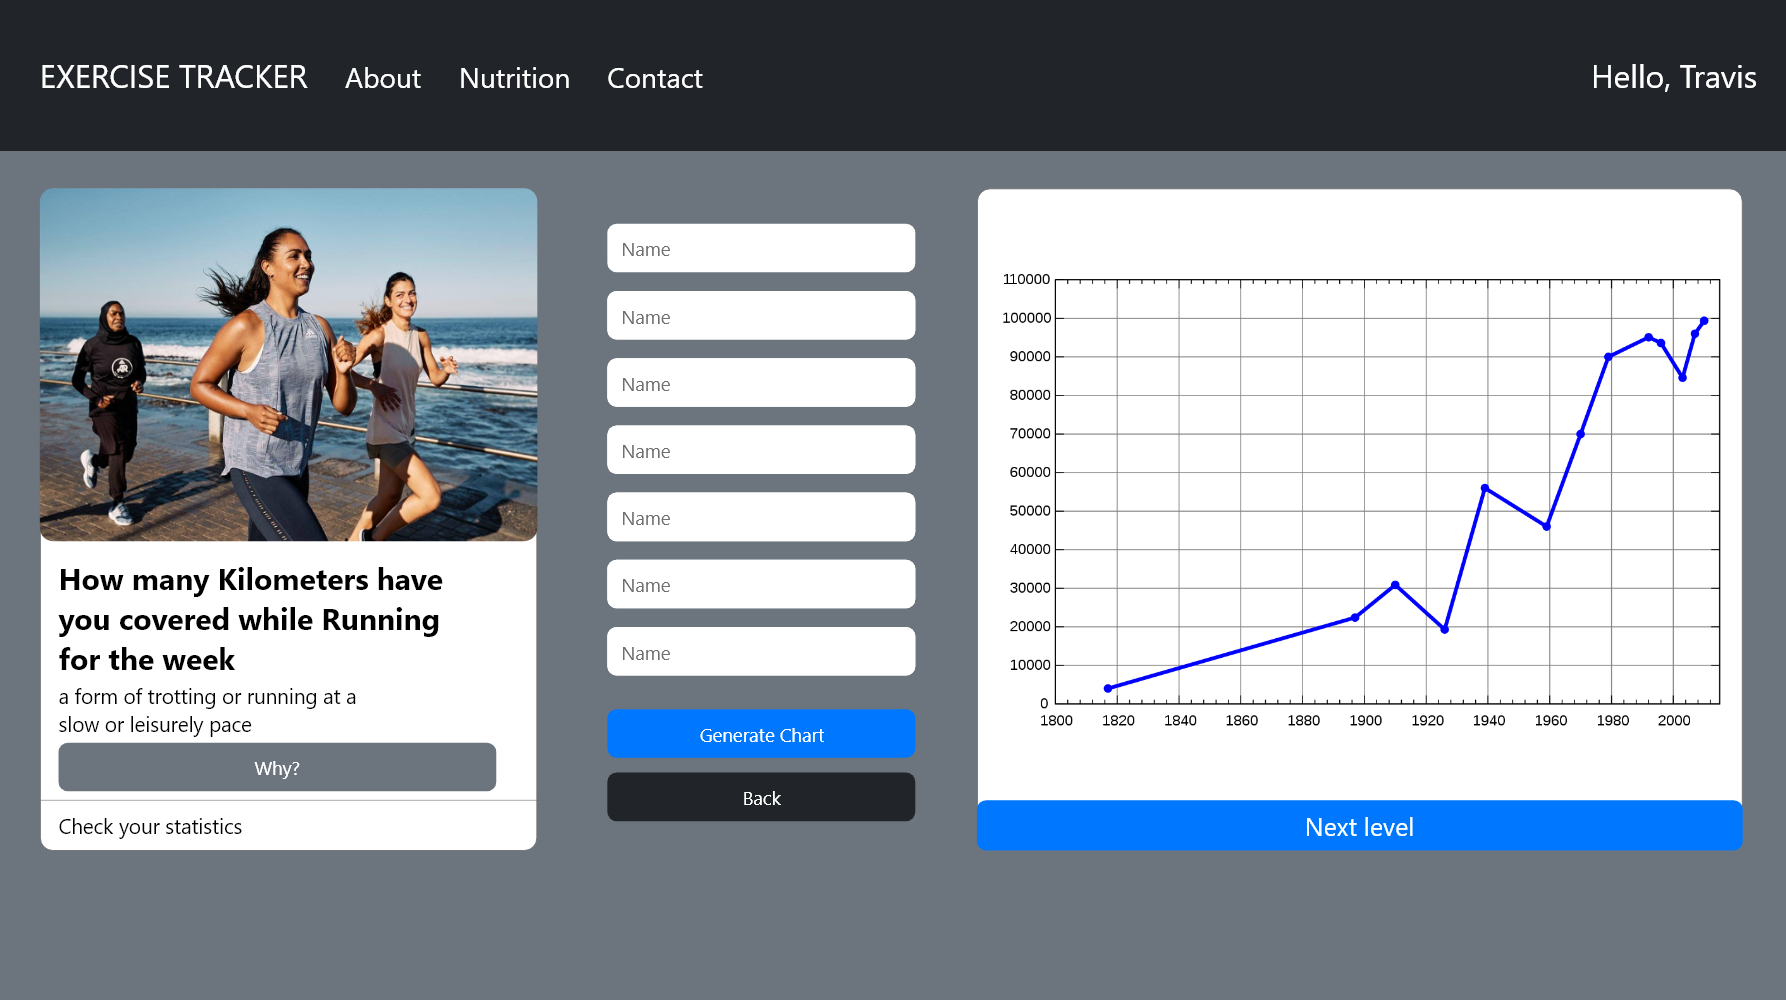 EXERCISE TRACKER About Nutrition Contact Hello, Travis
How many Kilometers have
you covered while Running
for the week
a form of trotting or running at a
slow or leisurely pace
Why?
Check your statistics
Name
Name
Name
Name
Name
Name
Name
Generate Chart
Back
110000
100000
90000
80000
70000
60000
50000
40000
30000
20000
10000
0
1800 1820 1840 1860 1880 1900 1920 1940 1960 1980 2000
Next level